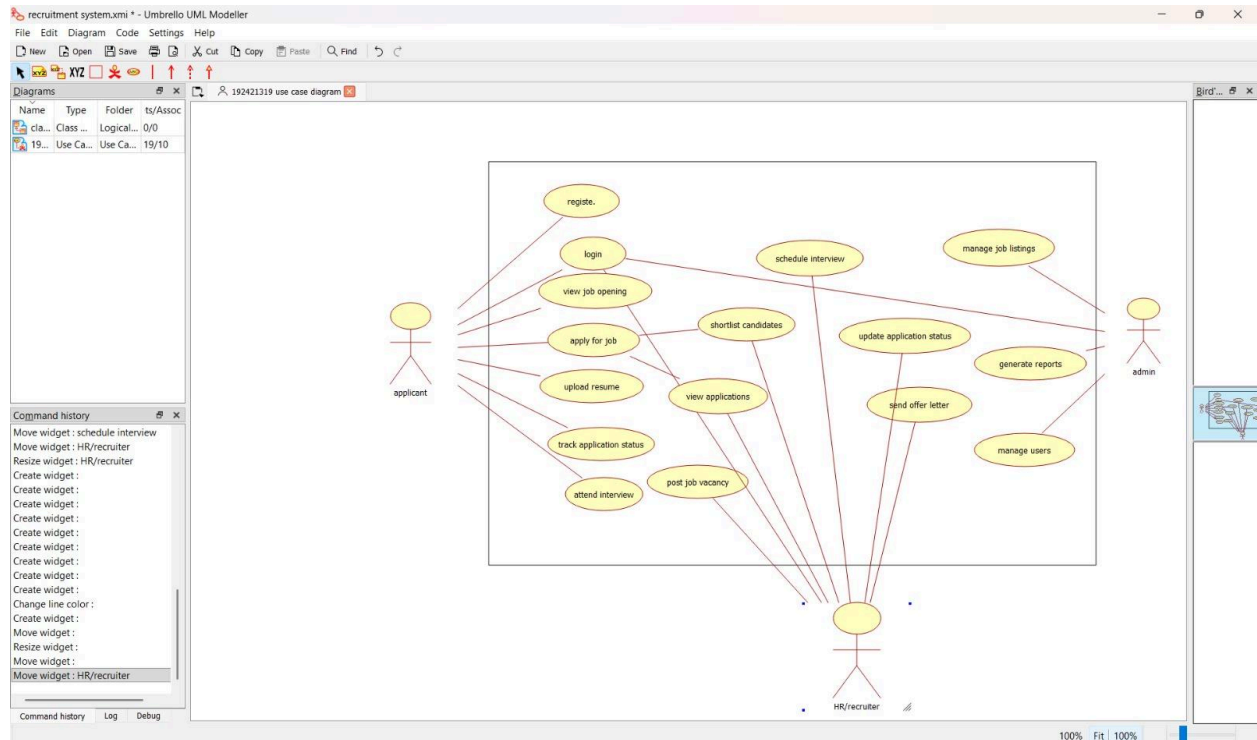 recruitment system.xmi * - Umbrello UML Modeller
File Edit Diagram Code Settings Help
New Open Save Cut Copy Paste Find
XYZ XYZ
Diagrams
Name Type Folder ts/Assoc
cla... Class ... Logical... 0/0
19... Use Ca... Use Ca... 19/10
Command history
Move widget : schedule interview
Move widget : HR/recruiter
Resize widget : HR/recruiter
Create widget :
Create widget :
Create widget :
Create widget :
Create widget :
Create widget :
Create widget :
Create widget :
Create widget :
Change line color :
Create widget :
Move widget :
Resize widget :
Move widget :
Move widget : HR/recruiter
Command history Log Debug
192421319 use case diagram
registe.
login
view job opening
apply for job
upload resume
track application status
attend interview
applicant
shortlist candidates
view applications
post job vacancy
schedule interview
update application status
send offer letter
manage job listings
generate reports
manage users
admin
HR/recruiter
Bird'...
100% Fit 100%